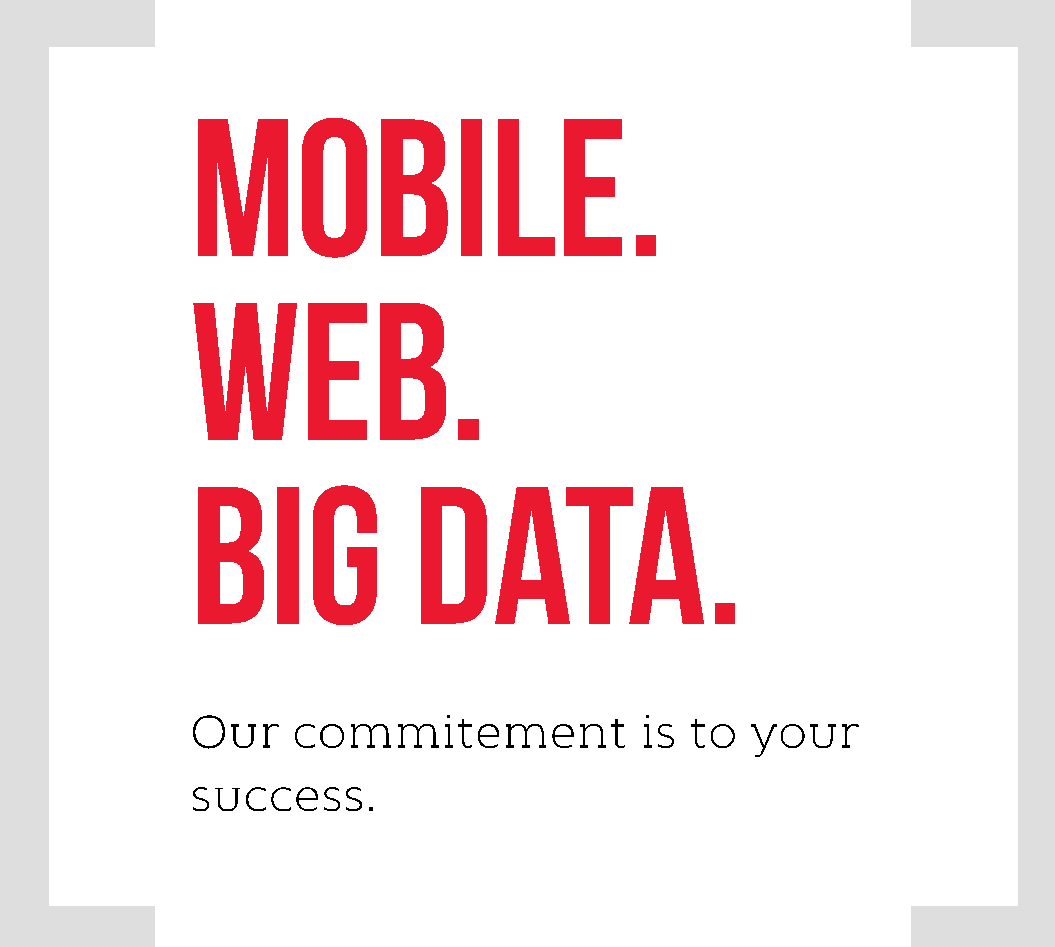 MOBILE.
WEB.
BIG DATA.
Our commitement is to your
success.